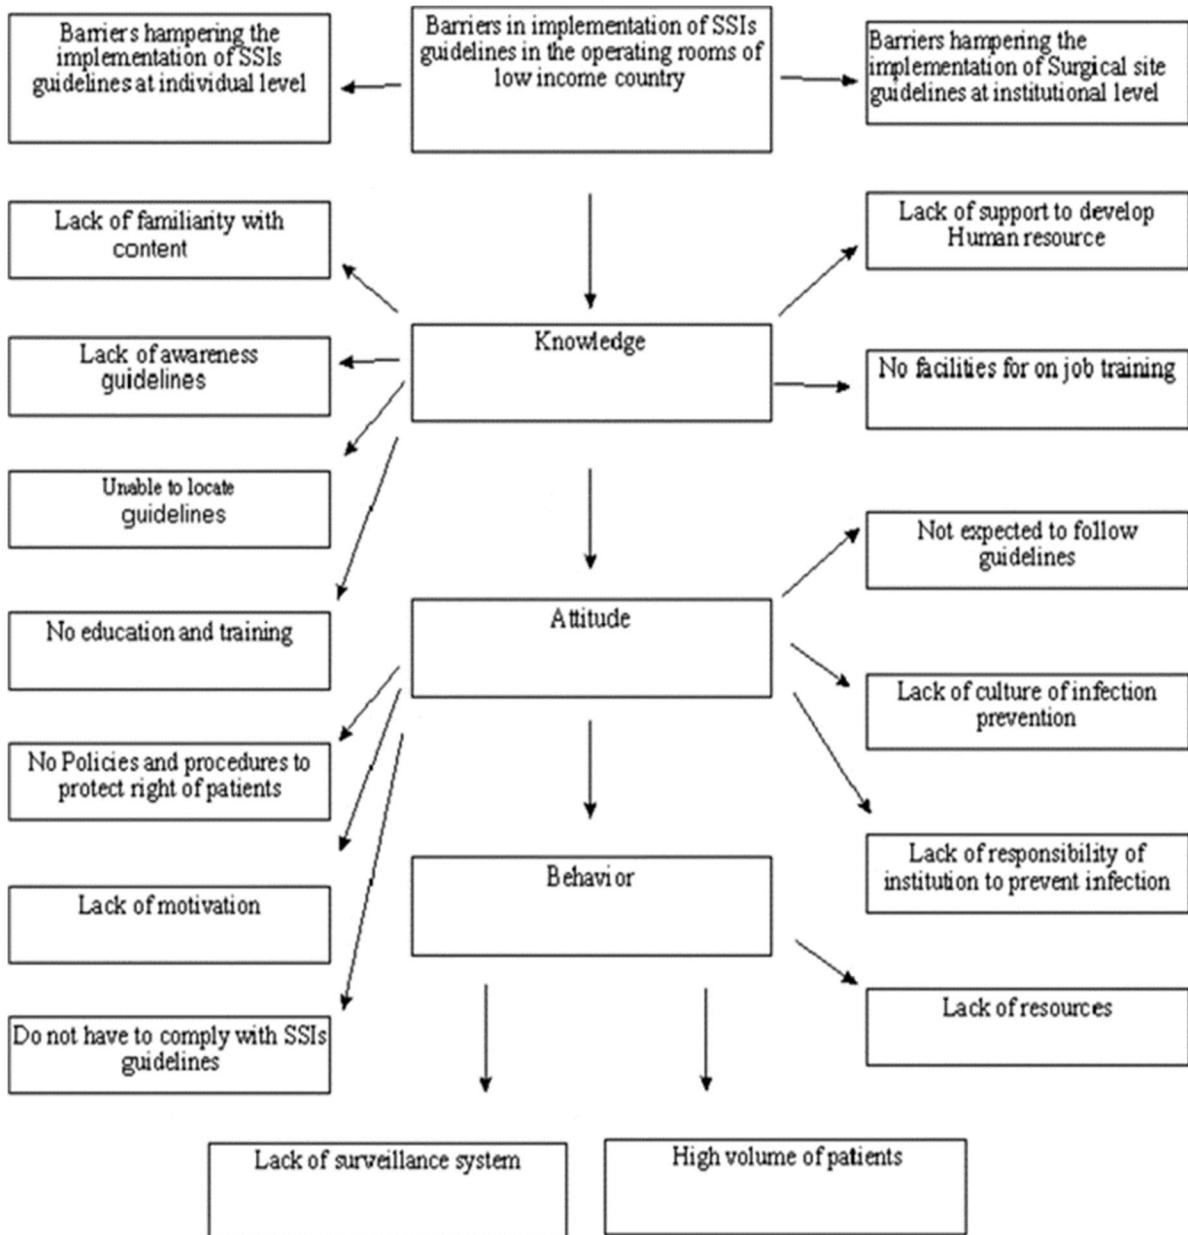 Barriers hampering the
implementation of SSIs
guidelines at individual level
Barriers in implementation of SSIs
guidelines in the operating rooms of
low income country
Barriers hampering the
implementation of Surgical site
guidelines at institutional level
Lack of familiarity with
content
Lack of support to develop
Human resource
Knowledge
Lack of awareness
guidelines
No facilities for on job training
Unable to locate
guidelines
Not expected to follow
guidelines
No education and training
Attitude
Lack of culture of infection
prevention
No Policies and procedures to
protect right of patients
Lack of responsibility of
institution to prevent infection
Behavior
Lack of motivation
Lack of resources
Do not have to comply with SSIs
guidelines
Lack of surveillance system
High volume of patients